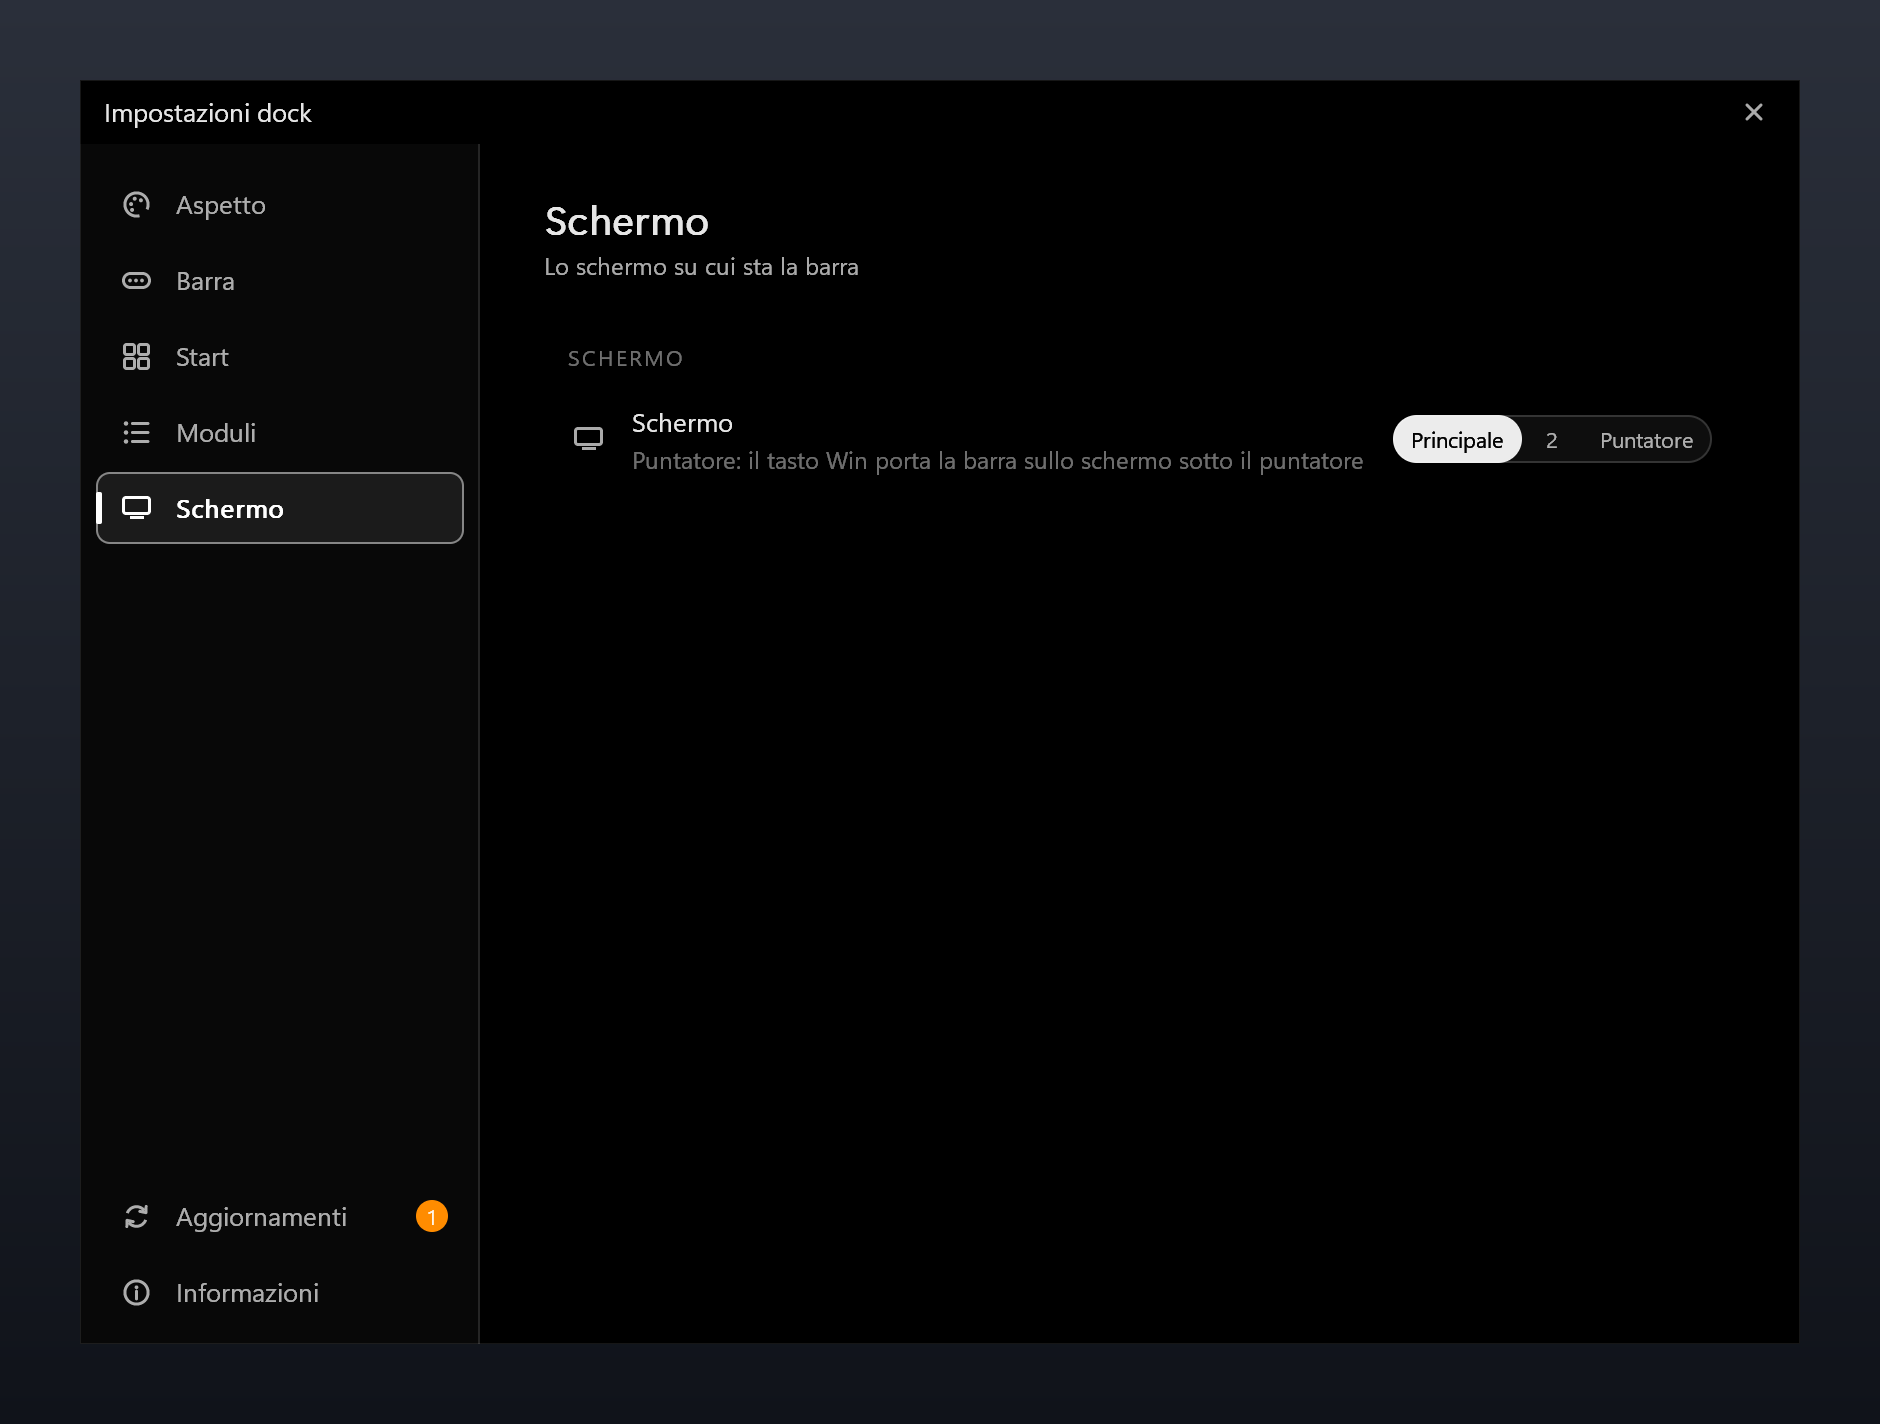 Impostazioni dock
Aspetto
Barra
Start
Moduli
Schermo
Aggiornamenti 1
Informazioni
Schermo
Lo schermo su cui sta la barra
SCHERMO
Schermo
Puntatore: il tasto Win porta la barra sullo schermo sotto il puntatore
Principale 2 Puntatore